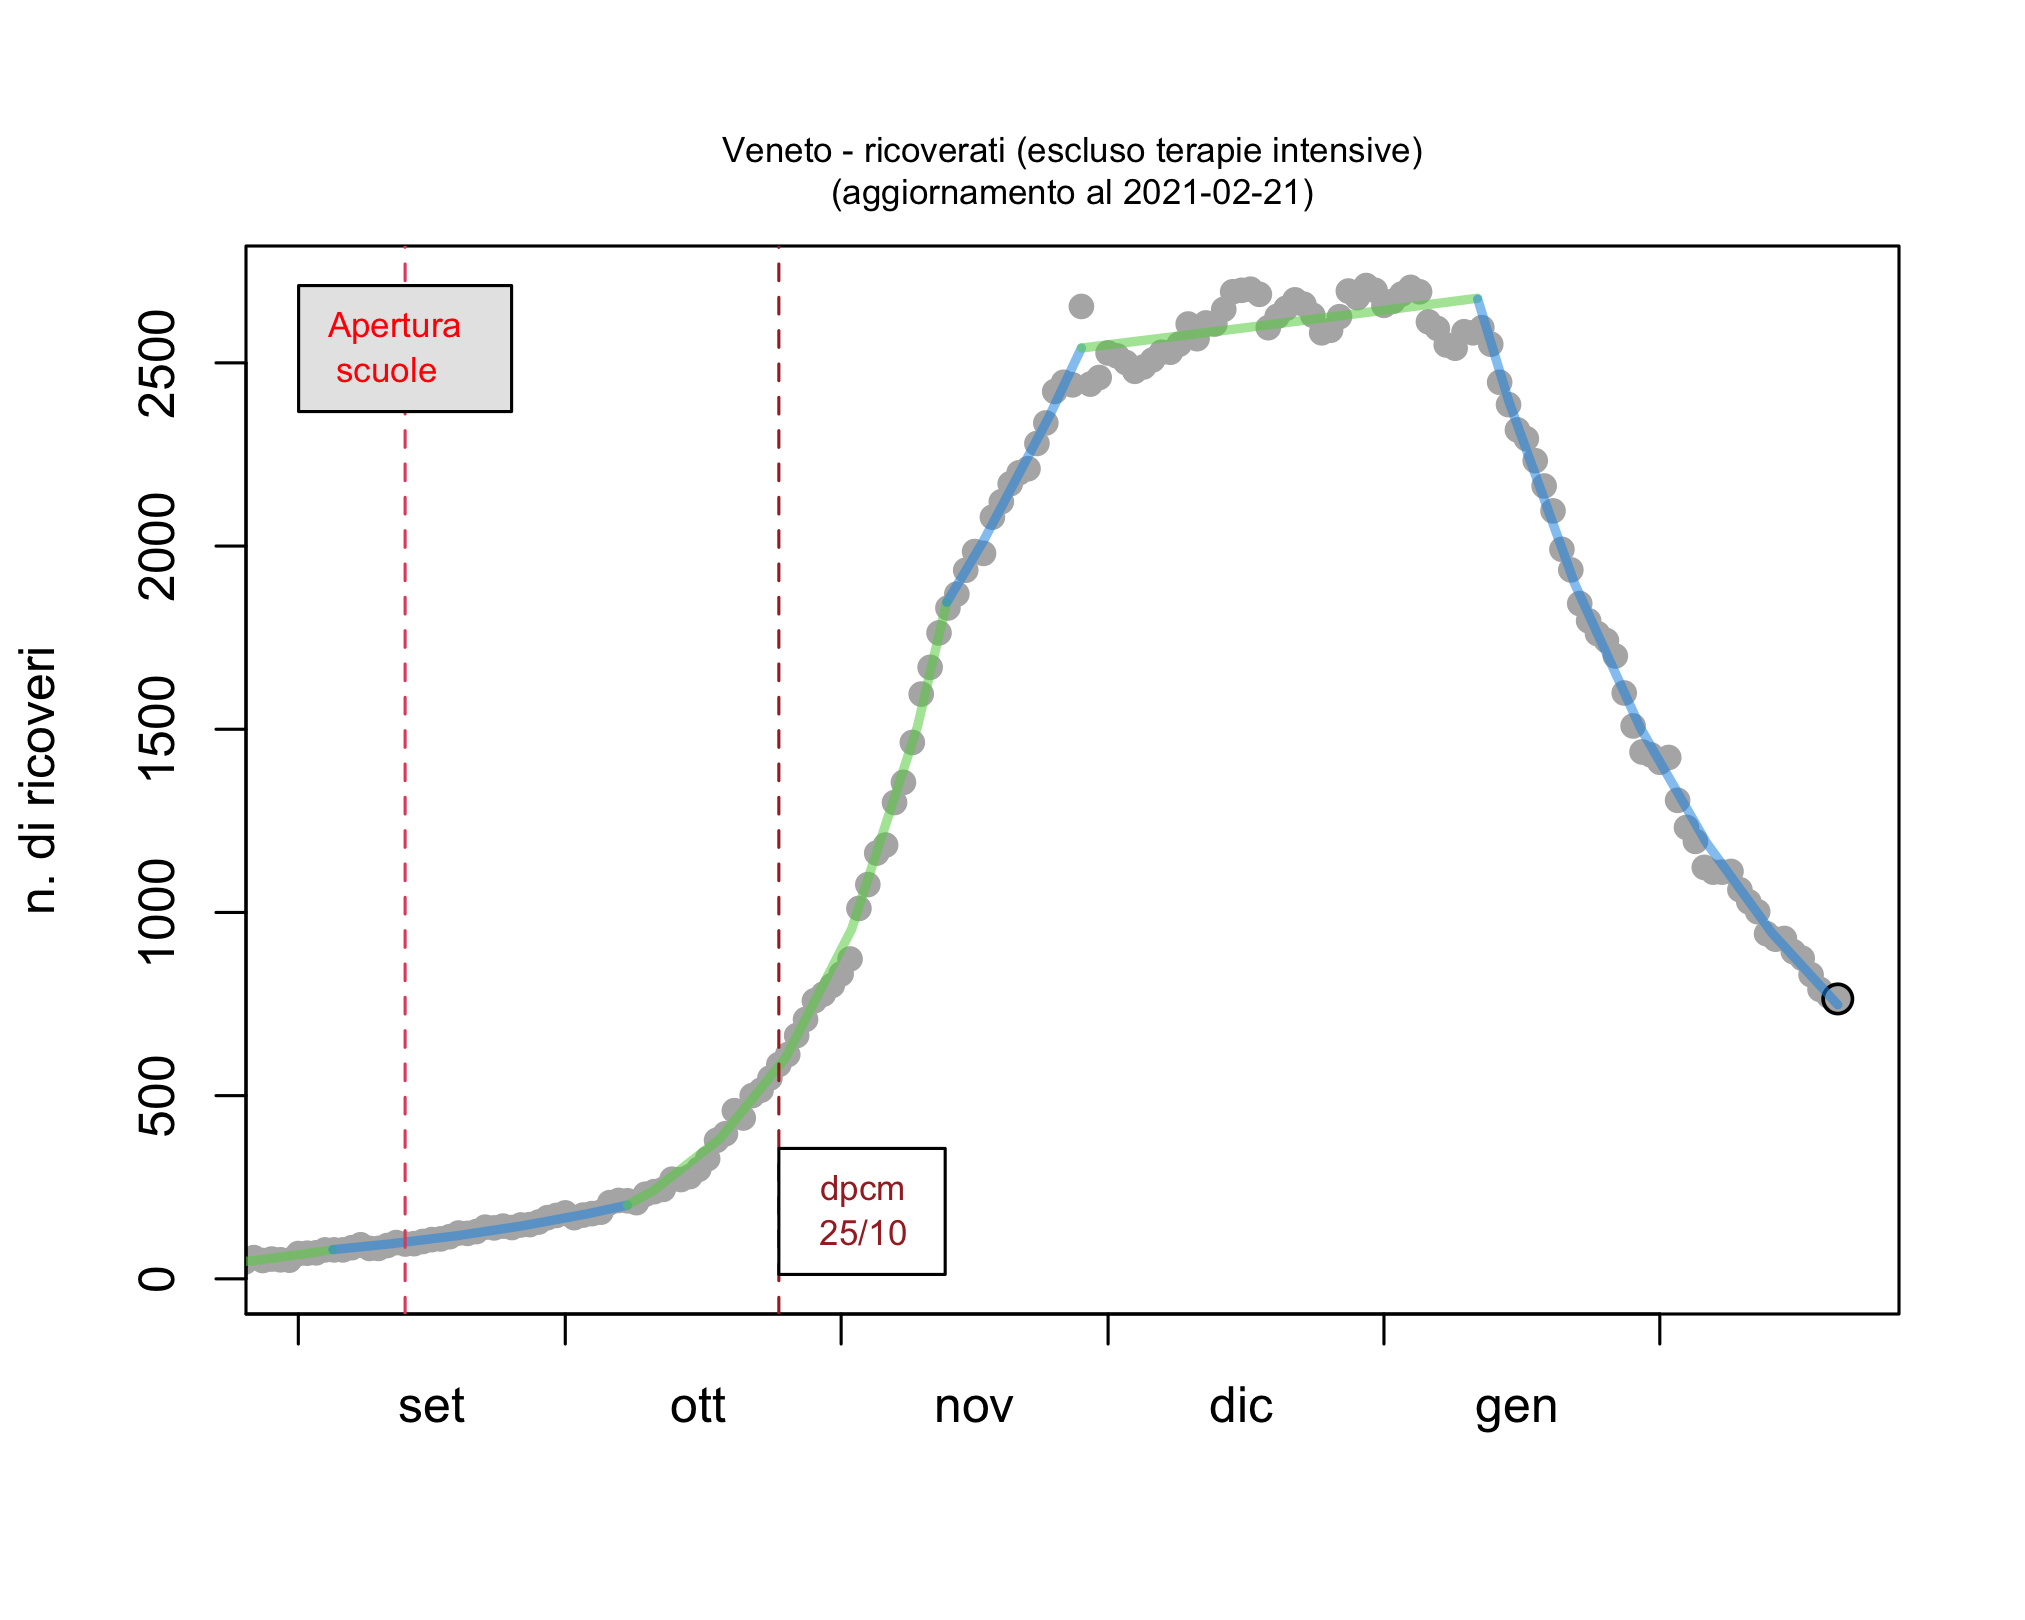 Veneto - ricoverati (escluso terapie intensive)
(aggiornamento al 2021-02-21)
n. di ricoveri
2500
2000
1500
1000
500
0
Apertura
scuole
dpcm
25/10
set
ott
nov
dic
gen